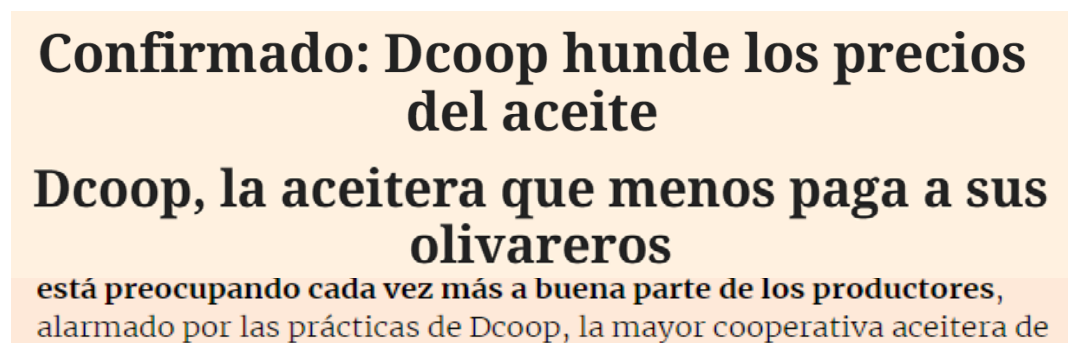 Confirmado: Dcoop hunde los precios
del aceite
Dcoop, la aceitera que menos paga a sus
olivareros
está preocupando cada vez más a buena parte de los productores,
alarmado por las prácticas de Dcoop, la mayor cooperativa aceitera de